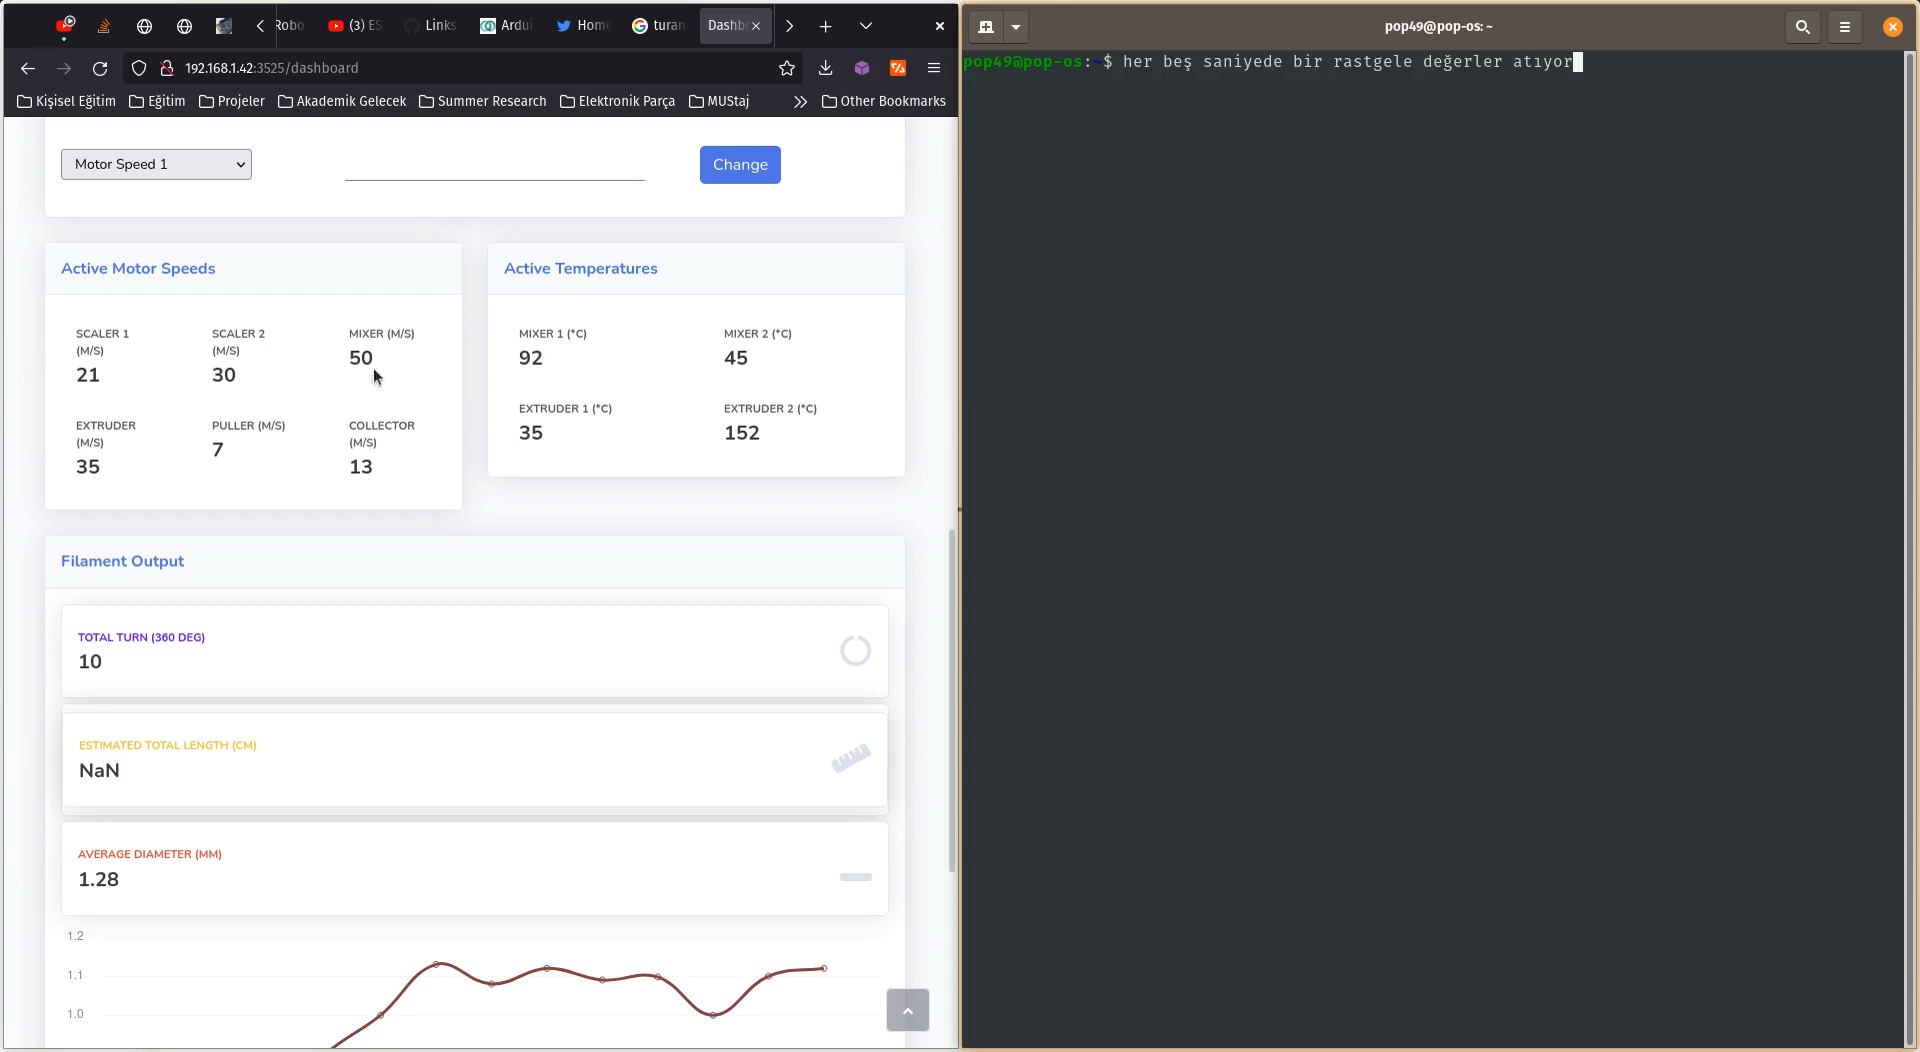 Robo
(3) ES
Links
Ardui
Home
turan
Dashb
192.168.1.42:3525/dashboard
Kişisel Eğitim
Eğitim
Projeler
Akademik Gelecek
Summer Research
Elektronik Parça
MUStaj
Other Bookmarks
Motor Speed 1
Change
Active Motor Speeds
SCALER 1
(M/S)
21
SCALER 2
(M/S)
30
MIXER (M/S)
50
EXTRUDER
(M/S)
35
PULLER (M/S)
7
COLLECTOR
(M/S)
13
Active Temperatures
MIXER 1 (°C)
92
MIXER 2 (°C)
45
EXTRUDER 1 (°C)
35
EXTRUDER 2 (°C)
152
Filament Output
TOTAL TURN (360 DEG)
10
ESTIMATED TOTAL LENGTH (CM)
NaN
AVERAGE DIAMETER (MM)
1.28
1.2
1.1
1.0
pop49@pop-os: ~
pop49@pop-os:~$ her beş saniyede bir rastgele değerler atıyor